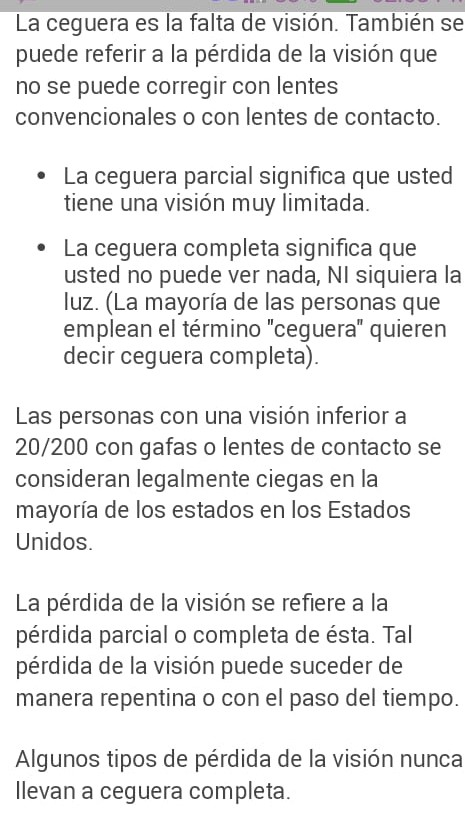 La ceguera es la falta de visión. También se
puede referir a la pérdida de la visión que
no se puede corregir con lentes
convencionales o con lentes de contacto.
• La ceguera parcial significa que usted
tiene una visión muy limitada.
• La ceguera completa significa que
usted no puede ver nada, NI siquiera la
luz. (La mayoría de las personas que
emplean el término "ceguera" quieren
decir ceguera completa).
Las personas con una visión inferior a
20/200 con gafas o lentes de contacto se
consideran legalmente ciegas en la
mayoría de los estados en los Estados
Unidos.
La pérdida de la visión se refiere a la
pérdida parcial o completa de ésta. Tal
pérdida de la visión puede suceder de
manera repentina o con el paso del tiempo.
Algunos tipos de pérdida de la visión nunca
llevan a ceguera completa.